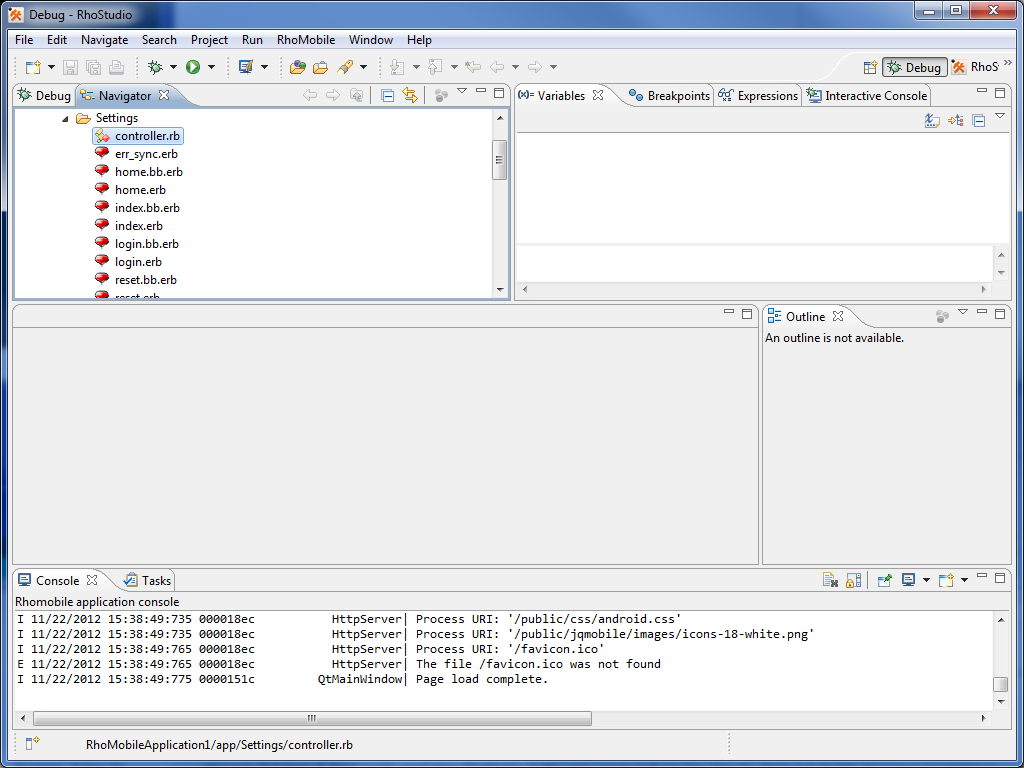 Debug - RhoStudio
File Edit Navigate Search Project Run RhoMobile Window Help
Debug RhoS
Debug Navigator
Settings
controller.rb
err_sync.erb
home.bb.erb
home.erb
index.bb.erb
index.erb
login.bb.erb
login.erb
reset.bb.erb
reset.erb
(x)= Variables Breakpoints Expressions Interactive Console
Outline
An outline is not available.
Console Tasks
Rhomobile application console
I 11/22/2012 15:38:49:735 000018ec HttpServer| Process URI: '/public/css/android.css'
I 11/22/2012 15:38:49:735 000018ec HttpServer| Process URI: '/public/jqmobile/images/icons-18-white.png'
I 11/22/2012 15:38:49:765 000018ec HttpServer| Process URI: '/favicon.ico'
E 11/22/2012 15:38:49:765 000018ec HttpServer| The file /favicon.ico was not found
I 11/22/2012 15:38:49:775 0000151c QtMainWindow| Page load complete.
RhoMobileApplication1/app/Settings/controller.rb